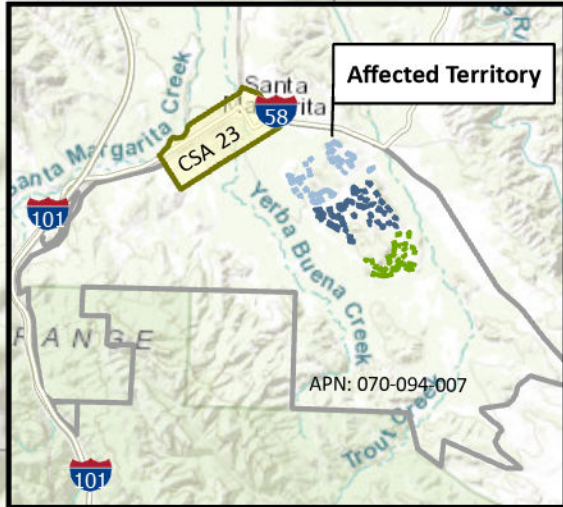 Affected Territory
Santa
Margarita
58
CSA 23
Santa Margarita Creek
101
Yerba Buena Creek
RANGE
APN: 070-094-007
Trout Creek
101